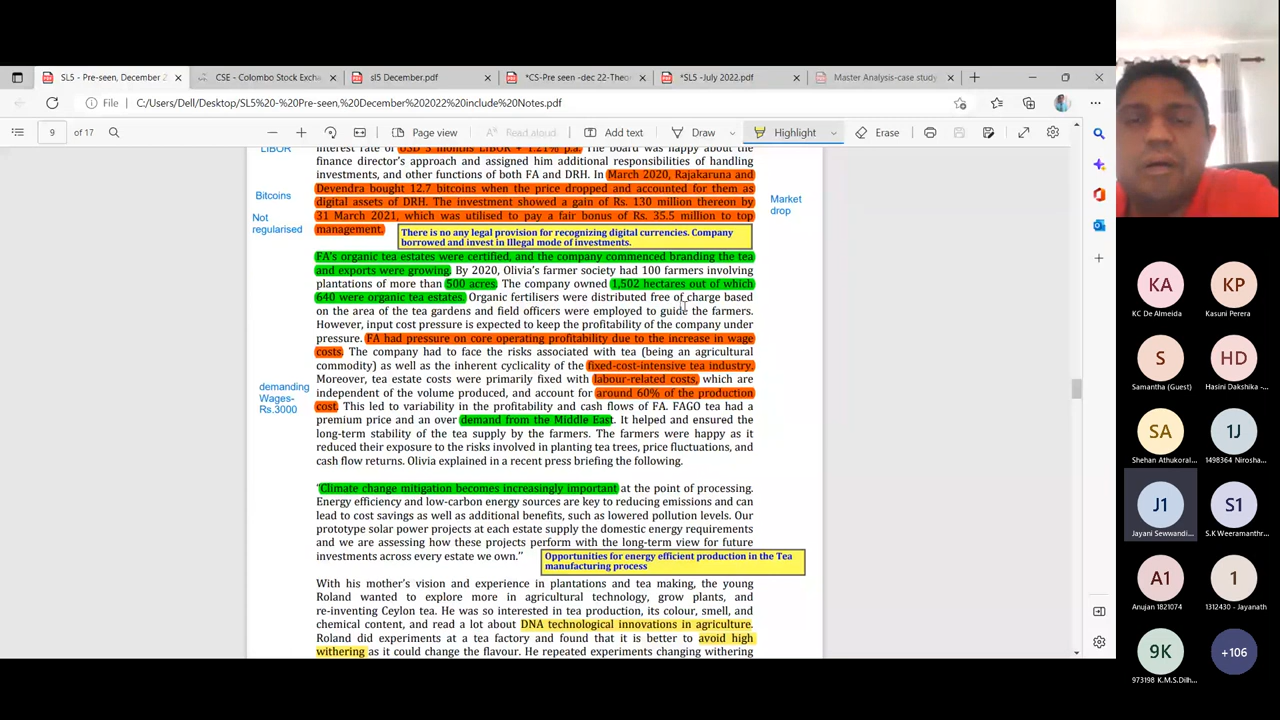 SL5 - Pre-seen, December 2
CSE - Colombo Stock Excha
sl5 December.pdf
*CS-Pre seen -dec 22-Theor
*SL5 -July 2022.pdf
Master Analysis-case study
File
C:/Users/Dell/Desktop/SL5%20-%20Pre-seen,%20December%202022%20include%20Notes.pdf
9 of 17
Page view
Read aloud
Add text
Draw
Highlight
Erase
LIBOR
interest rate of USD 3 months LIBOR + 1.21% p.a. The board was happy about the
finance director's approach and assigned him additional responsibilities of handling
investments, and other functions of both FA and DRH. In March 2020, Rajakaruna and
Bitcoins
Devendra bought 12.7 bitcoins when the price dropped and accounted for them as
digital assets of DRH. The investment showed a gain of Rs. 130 million thereon by
Market
drop
Not
regularised
31 March 2021, which was utilised to pay a fair bonus of Rs. 35.5 million to top
management.
There is no any legal provision for recognizing digital currencies. Company
borrowed and invest in Illegal mode of investments.
FA's organic tea estates were certified, and the company commenced branding the tea
and exports were growing. By 2020, Olivia's farmer society had 100 farmers involving
plantations of more than 500 acres. The company owned 1,502 hectares out of which
640 were organic tea estates. Organic fertilisers were distributed free of charge based
on the area of the tea gardens and field officers were employed to guide the farmers.
However, input cost pressure is expected to keep the profitability of the company under
pressure. FA had pressure on core operating profitability due to the increase in wage
costs. The company had to face the risks associated with tea (being an agricultural
commodity) as well as the inherent cyclicality of the fixed-cost-intensive tea industry.
Moreover, tea estate costs were primarily fixed with labour-related costs, which are
demanding
Wages-
Rs.3000
independent of the volume produced, and account for around 60% of the production
cost. This led to variability in the profitability and cash flows of FA. FAGO tea had a
premium price and an over demand from the Middle East. It helped and ensured the
long-term stability of the tea supply by the farmers. The farmers were happy as it
reduced their exposure to the risks involved in planting tea trees, price fluctuations, and
cash flow returns. Olivia explained in a recent press briefing the following.
"Climate change mitigation becomes increasingly important at the point of processing.
Energy efficiency and low-carbon energy sources are key to reducing emissions and can
lead to cost savings as well as additional benefits, such as lowered pollution levels. Our
prototype solar power projects at each estate supply the domestic energy requirements
and we are assessing how these projects perform with the long-term view for future
investments across every estate we own."
Opportunities for energy efficient production in the Tea
manufacturing process
With his mother's vision and experience in plantations and tea making, the young
Roland wanted to explore more in agricultural technology, grow plants, and
re-inventing Ceylon tea. He was so interested in tea production, its colour, smell, and
chemical content, and read a lot about DNA technological innovations in agriculture.
Roland did experiments at a tea factory and found that it is better to avoid high
withering as it could change the flavour. He repeated experiments changing withering
KA
KC De Almeida
KP
Kasuni Perera
S
Samantha (Guest)
HD
Hasini Dakshika -...
SA
Shehan Athukoral...
1J
1498364 Nirosha...
J1
Jayani Sewwandi...
S1
S.K Weeramanthr...
A1
Anujan 1821074
1
1312430 - Jayanath
9K
973198 K.M.S.Dilh...
+106